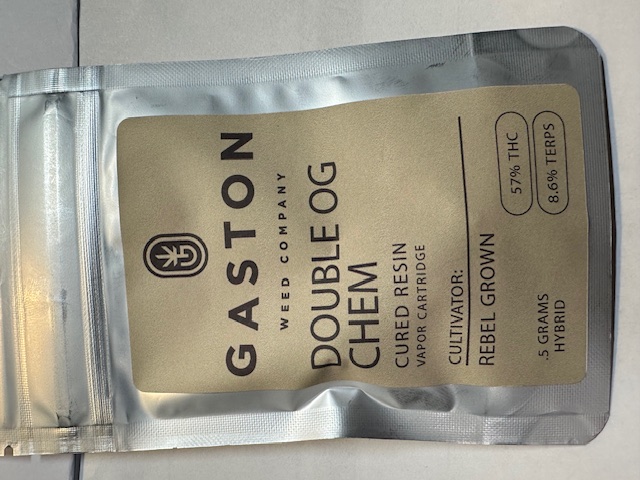 GASTON
WEED COMPANY
DOUBLE OG
CHEM
CURED RESIN
VAPOR CARTRIDGE
CULTIVATOR:
REBEL GROWN
.5 GRAMS
HYBRID
57% THC
8.6% TERPS